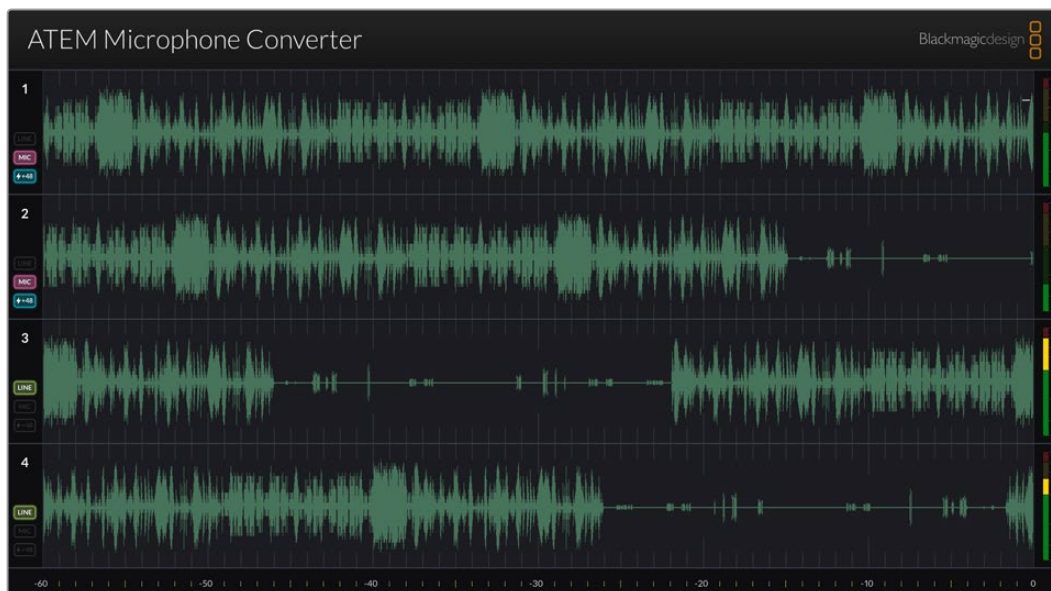 ATEM Microphone Converter
Blackmagicdesign
1
LINE
MIC
+48
2
LINE
MIC
+48
3
LINE
MIC
+48
4
LINE
MIC
+48
-60 -50 -40 -30 -20 -10 0